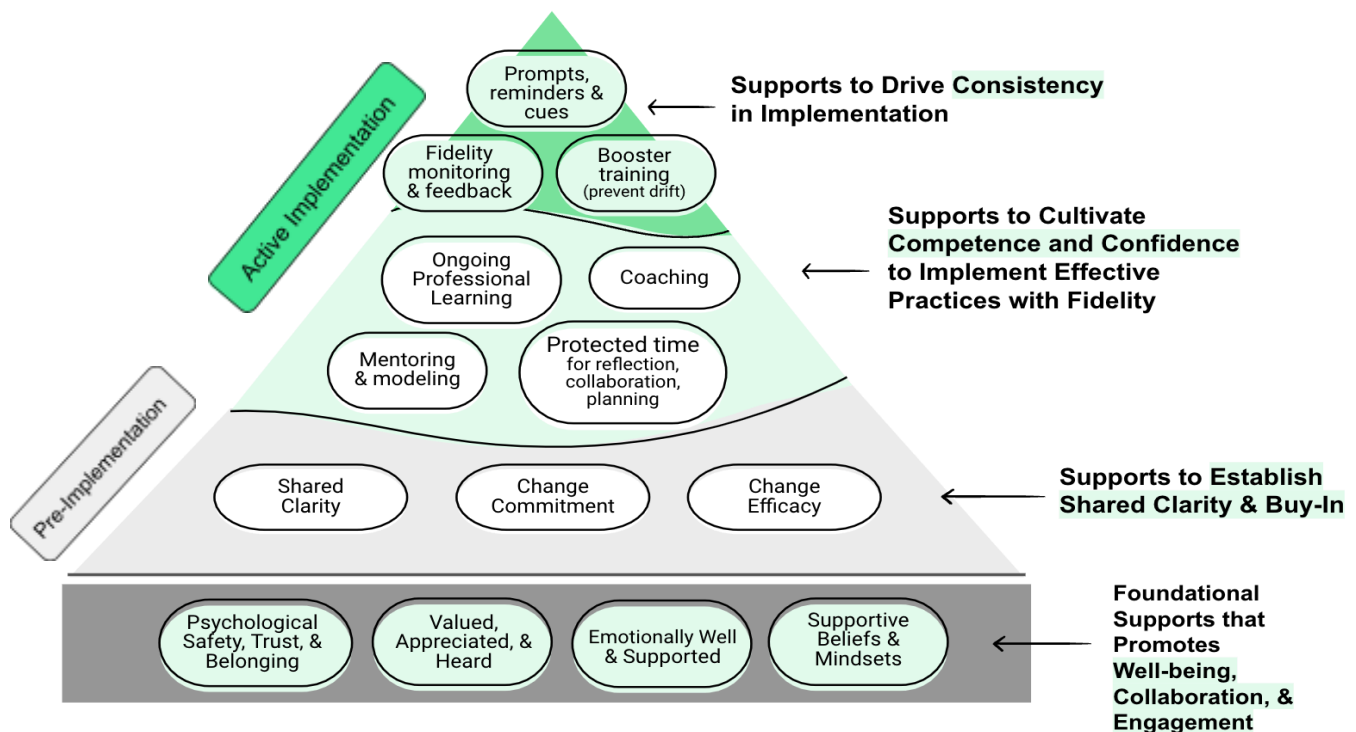 Prompts,
reminders &
cues
Supports to Drive Consistency
in Implementation
Active Implementation
Fidelity
monitoring
& feedback
Booster
training
(prevent drift)
Supports to Cultivate
Competence and Confidence
to Implement Effective
Practices with Fidelity
Ongoing
Professional
Learning
Coaching
Mentoring
& modeling
Protected time
for reflection,
collaboration,
planning
Pre-Implementation
Shared
Clarity
Change
Commitment
Change
Efficacy
Supports to Establish
Shared Clarity & Buy-In
Psychological
Safety, Trust, &
Belonging
Valued,
Appreciated, &
Heard
Emotionally Well
& Supported
Supportive
Beliefs &
Mindsets
Foundational
Supports that
Promotes
Well-being,
Collaboration, &
Engagement